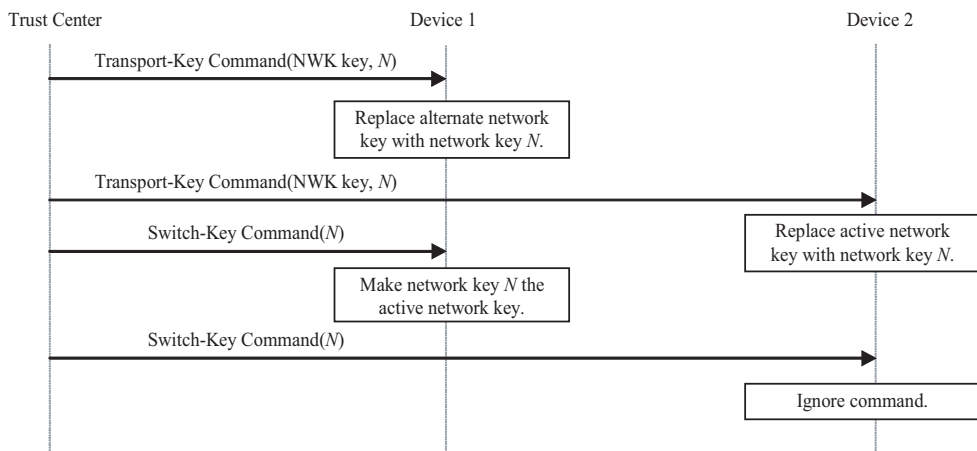 Trust Center
Device 1
Device 2
Transport-Key Command(NWK key, N)
Replace alternate network
key with network key N.
Transport-Key Command(NWK key, N)
Replace active network
key with network key N.
Switch-Key Command(N)
Make network key N the
active network key.
Switch-Key Command(N)
Ignore command.